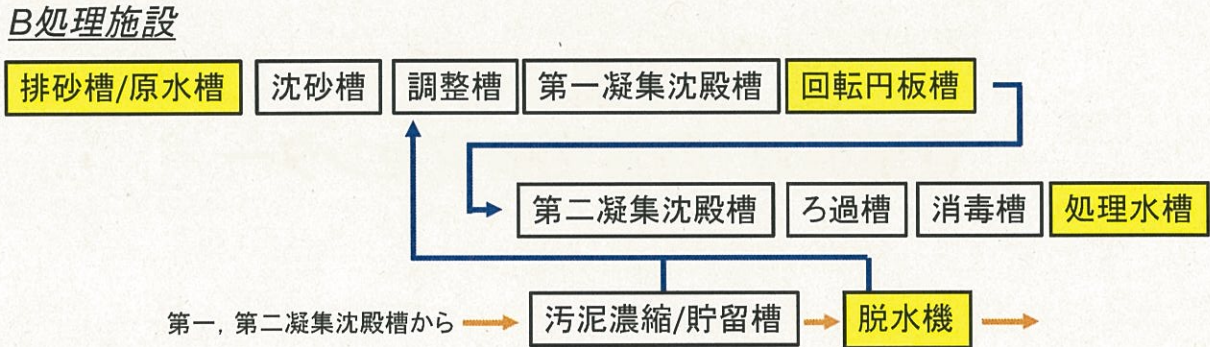 B処理施設
排砂槽/原水槽 沈砂槽 調整槽 第一凝集沈殿槽 回転円板槽
第二凝集沈殿槽 ろ過槽 消毒槽 処理水槽
第一, 第二凝集沈殿槽から 汚泥濃縮/貯留槽 脱水機